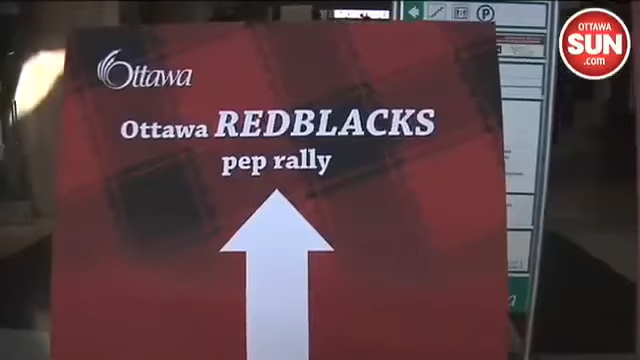 OTTAWA
SUN
.com
P
Ottawa
Ottawa REDBLACKS
pep rally